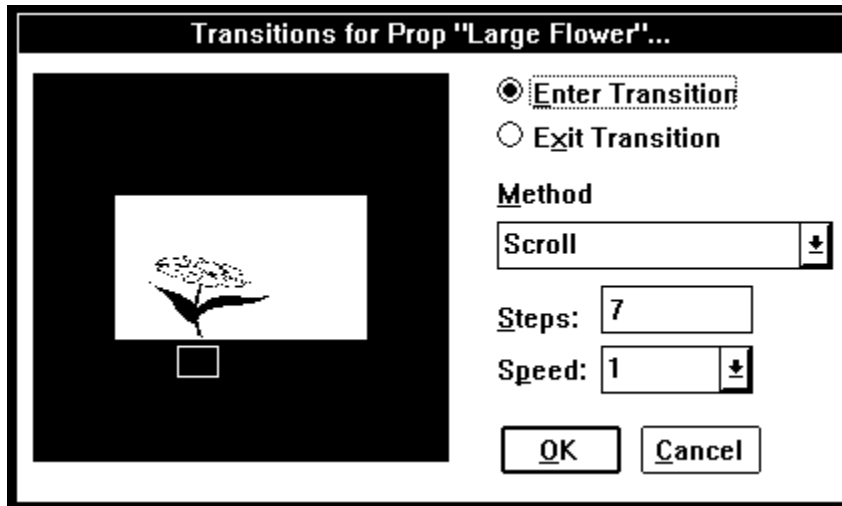 Transitions for Prop "Large Flower"...
Enter Transition
Exit Transition
Method
Scroll
Steps: 7
Speed: 1
OK Cancel